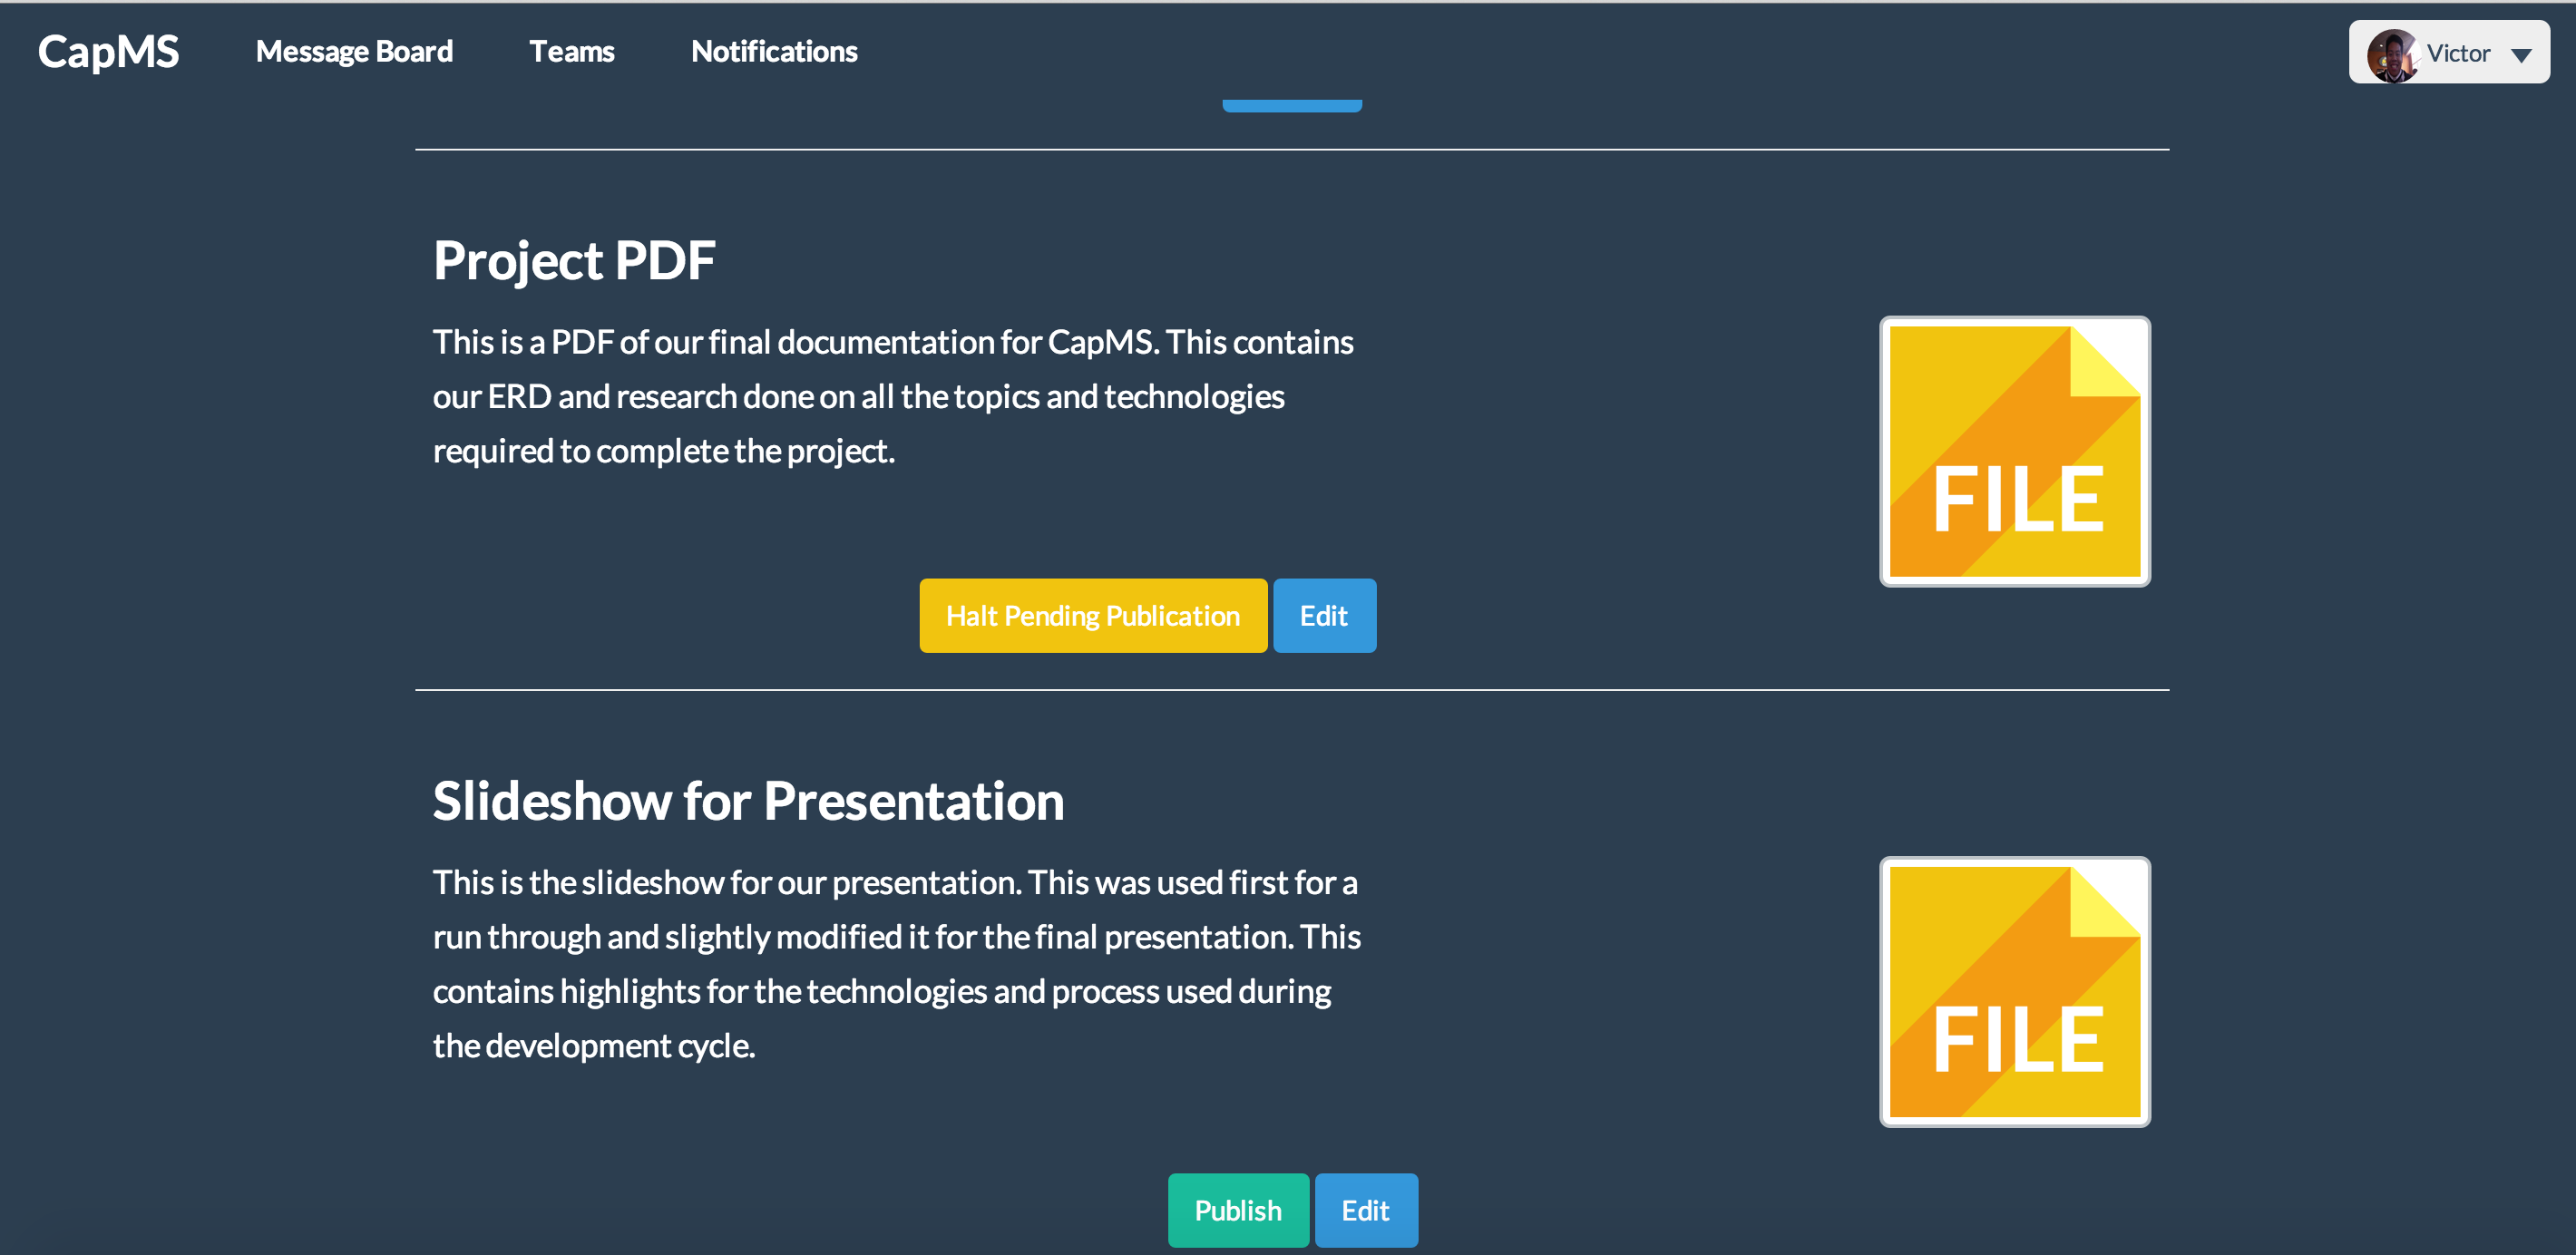 CapMS Message Board Teams Notifications Victor
Project PDF
This is a PDF of our final documentation for CapMS. This contains
our ERD and research done on all the topics and technologies
required to complete the project.
FILE
Halt Pending Publication Edit
Slideshow for Presentation
This is the slideshow for our presentation. This was used first for a
run through and slightly modified it for the final presentation. This
contains highlights for the technologies and process used during
the development cycle.
FILE
Publish Edit